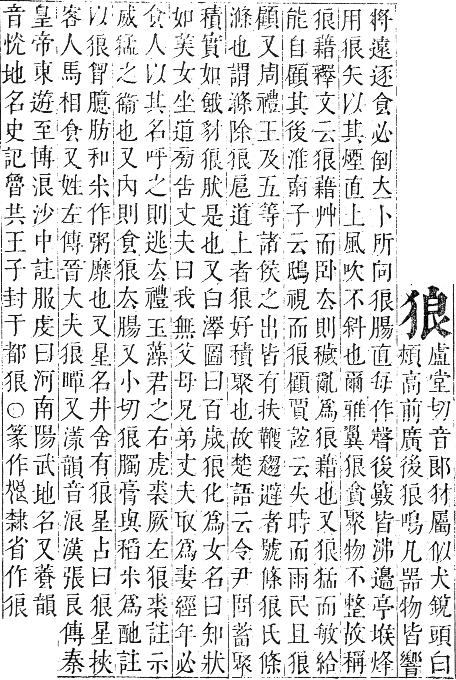 狼
盧堂切音郎犲屬似犬銳頭白
頰高前廣後狼鳴凡器物皆響
將遠逐食必倒立卜所向狼腸直每作聲後竅皆沸邊亭堠烽
用狼矢以其煙直上風吹不斜也爾雅翼狼貪聚物不整故稱
狼藉釋文云狼藉艸而臥去則穢亂爲狼藉也又狼猛而敏給
能自顧其後淮南子云鴟視而狼顧賈誼云失時而雨民且狼
顧又周禮王及五等諸侯之出皆有扶鞭趨避者號條狼氏條
滌也謂滌除狼扈道上者狼好積聚也故楚語云令尹問蓄聚
積實如餓豺狼肰是也又白澤圖曰百歲狼化爲女名曰知狀
如美女坐道旁告丈夫曰我無父母兄弟丈夫取爲妻經年必
食人以其名呼之則逃去禮玉藻君之右虎裘厥左狼裘註示
威猛之衞也又內則食狼去腸又小切狼臅膏與稻米爲酏註
以狼胷臆肪和米作粥糜也又星名井舍有狼星占曰狼星挾
客人馬相食又姓左傳晉大夫狼瞫又漾韻音浪漢張良傳秦
皇帝東遊至博浪沙中註服虔曰河南陽武地名又養韻
音恍地名史記魯共王子封于都狼○篆作隸省作狼